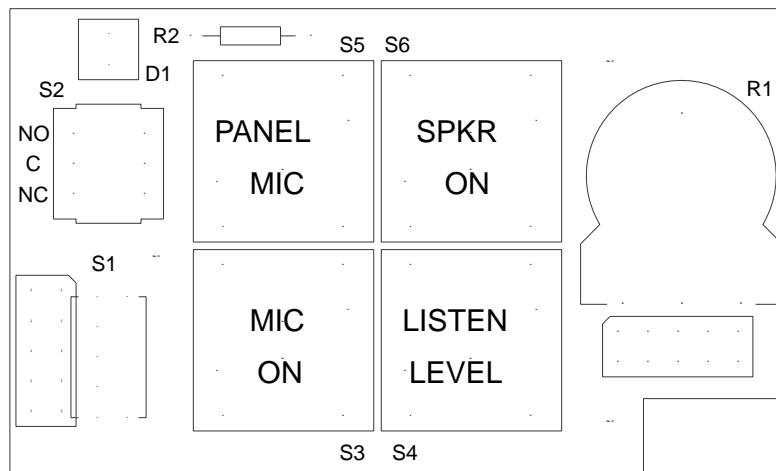 R2
S5 S6
D1
S2
R1
NO
C
NC
PANEL
MIC
SPKR
ON
S1
MIC
ON
LISTEN
LEVEL
S3 S4